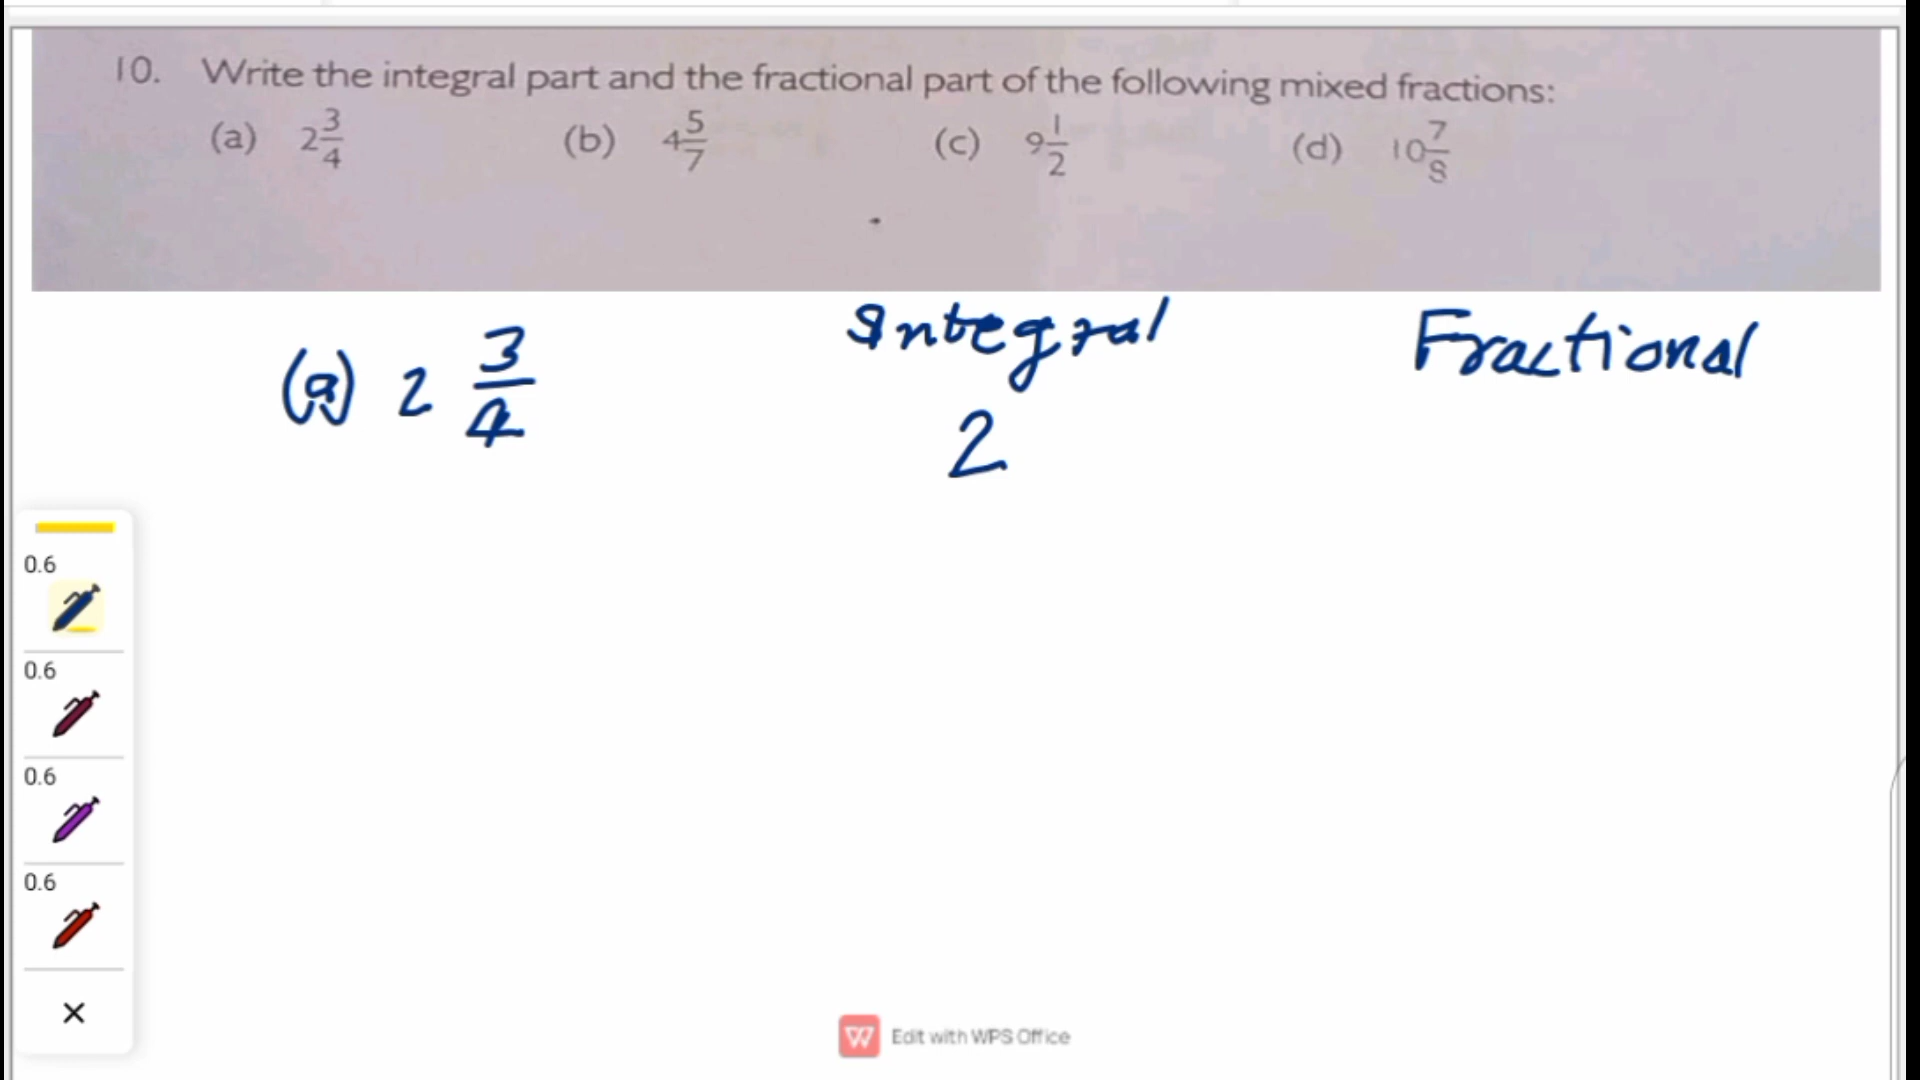 10. Write the integral part and the fractional part of the following mixed fractions:
(a) 2 3/4 (b) 4 5/7 (c) 9 1/2 (d) 10 7/8
(a) 2 3/4 Integral Fractional
2
0.6
0.6
0.6
0.6
Edit with WPS Office